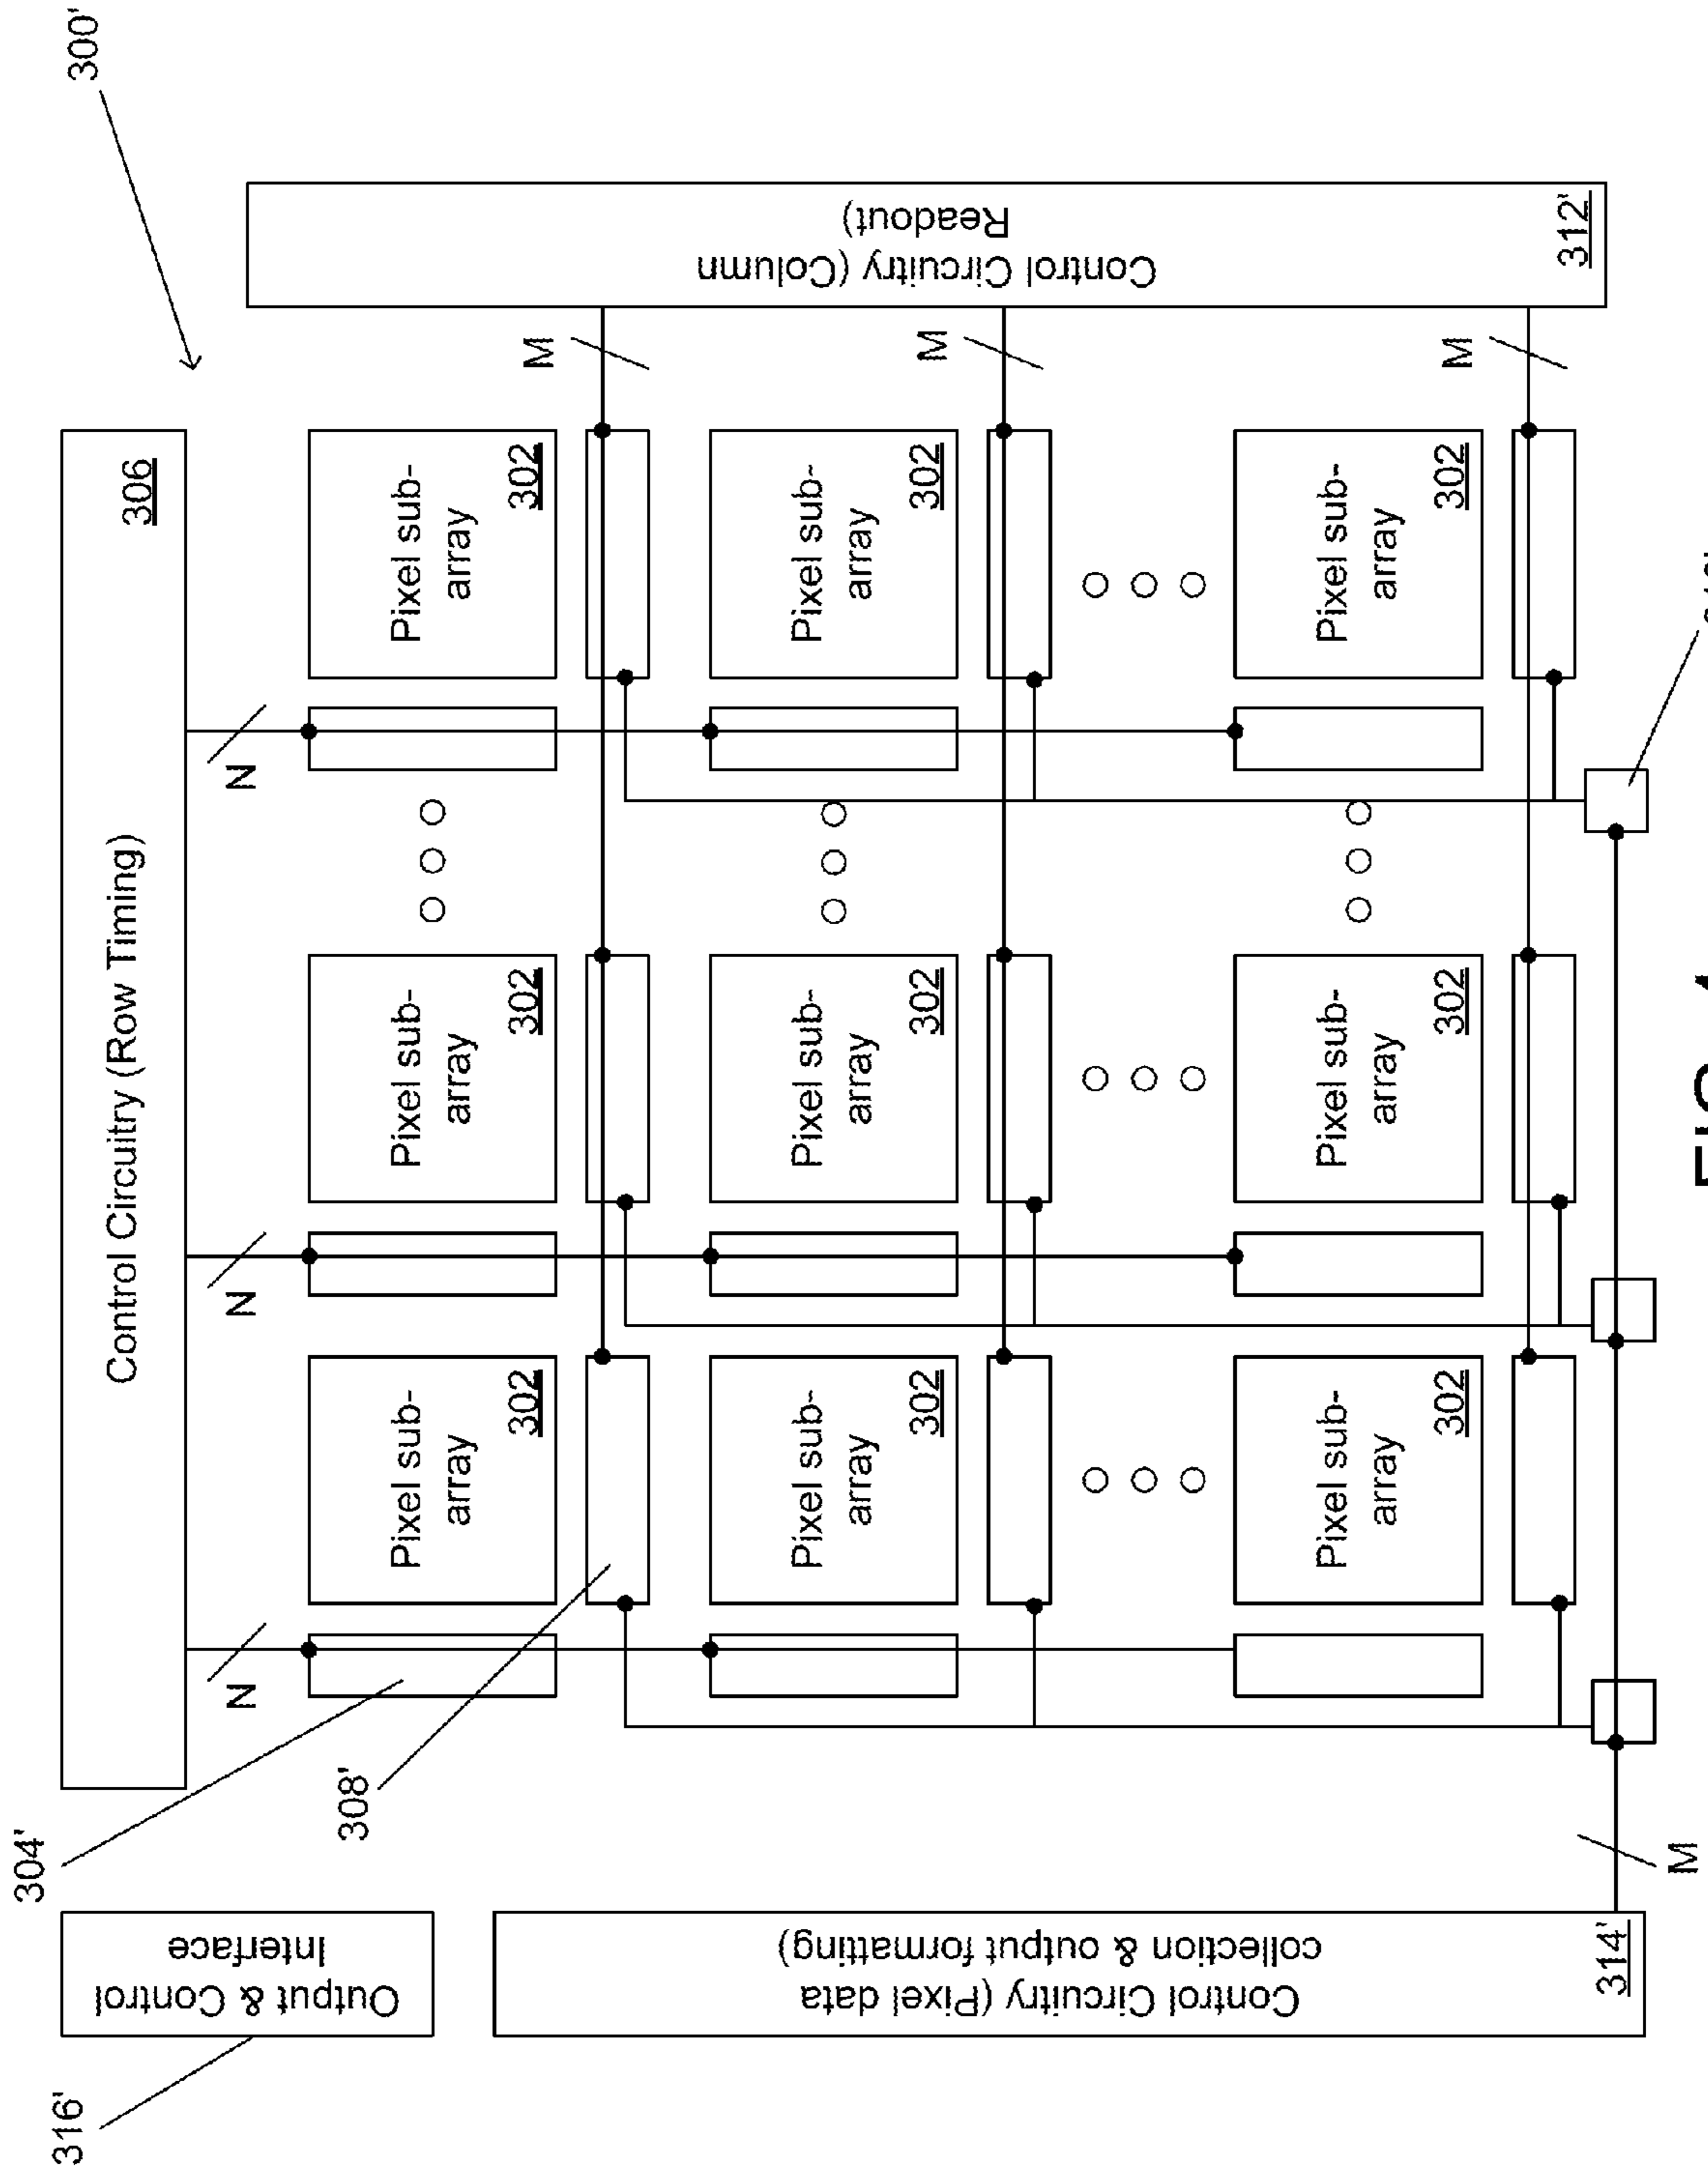 300'
306
Control Circuitry (Row Timing)
304'
316'
Output & Control
Interface
308'
N
N
N
Pixel sub-
array
302
Pixel sub-
array
302
Pixel sub-
array
302
M
Pixel sub-
array
302
Pixel sub-
array
302
Pixel sub-
array
302
M
Pixel sub-
array
302
Pixel sub-
array
302
Pixel sub-
array
302
M
Control Circuitry (Column
Readout)
312'
Control Circuitry (Pixel data
collection & output formatting)
314'
M